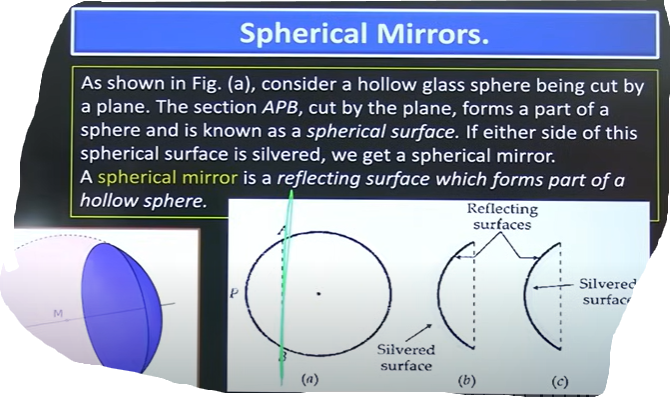 Spherical Mirrors.
As shown in Fig. (a), consider a hollow glass sphere being cut by
a plane. The section APB, cut by the plane, forms a part of a
sphere and is known as a spherical surface. If either side of this
spherical surface is silvered, we get a spherical mirror.
A spherical mirror is a reflecting surface which forms part of a
hollow sphere.
Reflecting
surfaces
A
P
M
B
Silvered
surface
Silvered
(a)
(b)
(c)